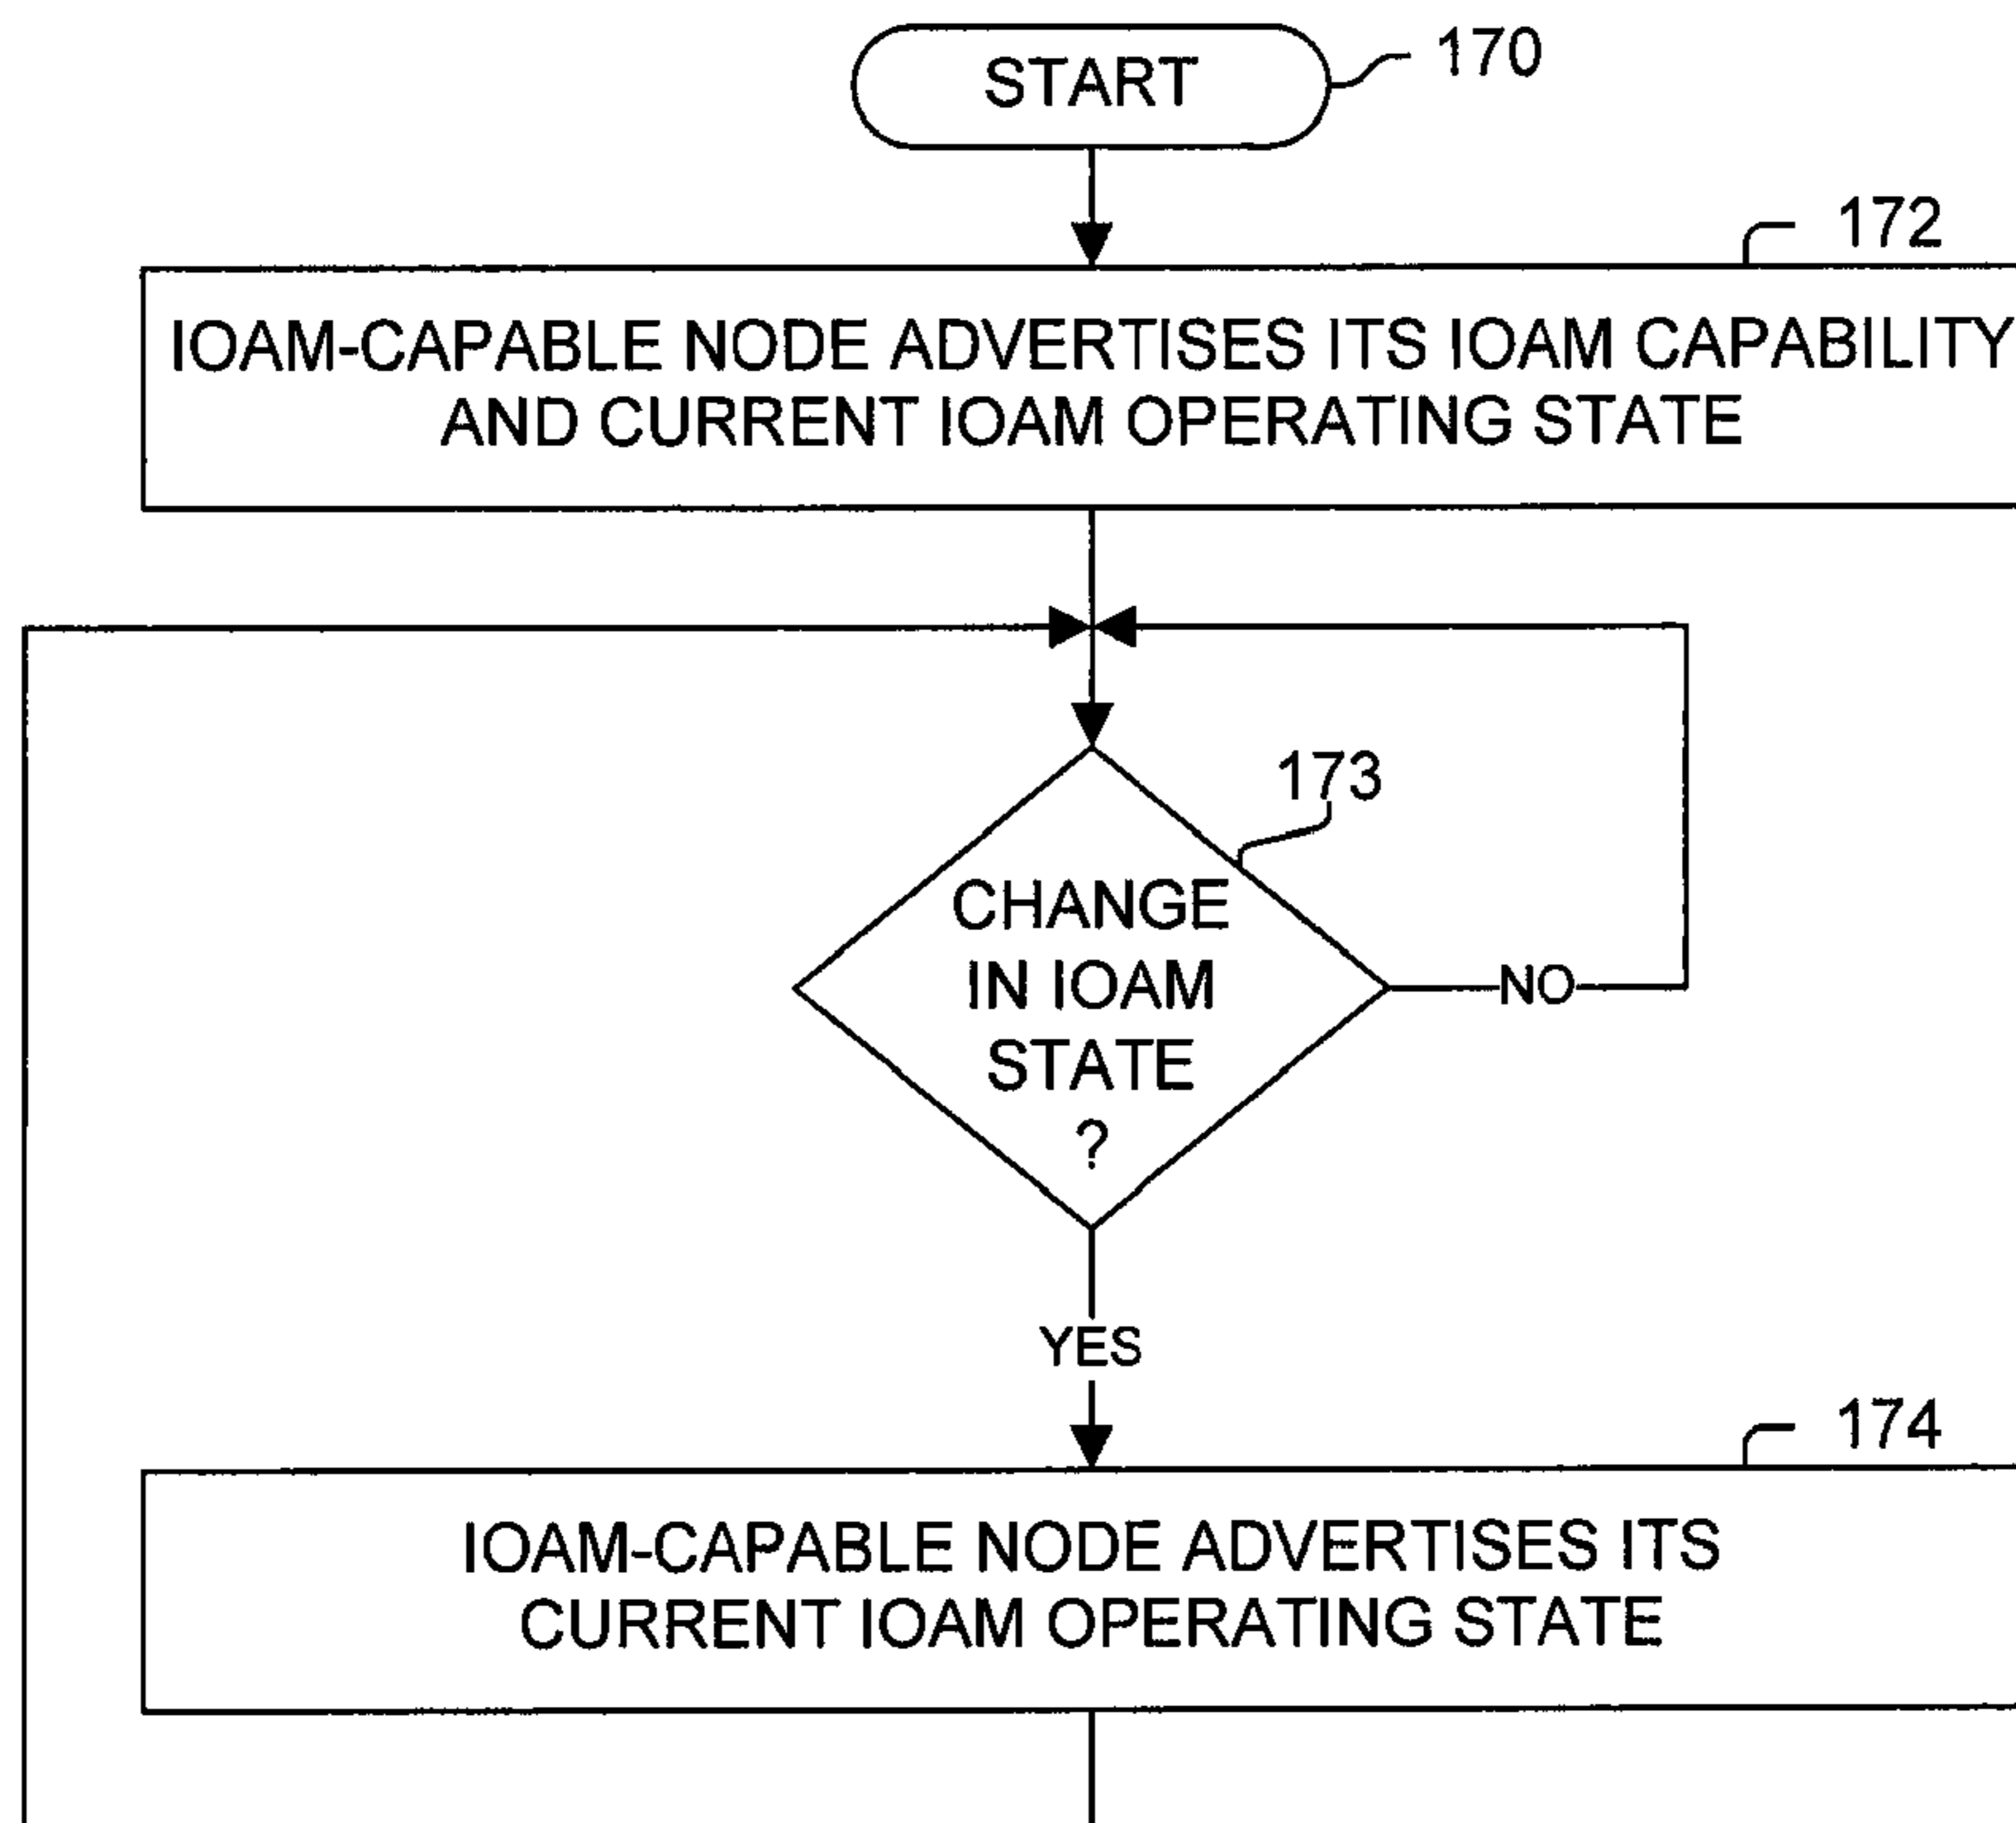 START
170
172
IOAM-CAPABLE NODE ADVERTISES ITS IOAM CAPABILITY
AND CURRENT IOAM OPERATING STATE
173
CHANGE
IN IOAM
STATE
?
NO
YES
174
IOAM-CAPABLE NODE ADVERTISES ITS
CURRENT IOAM OPERATING STATE